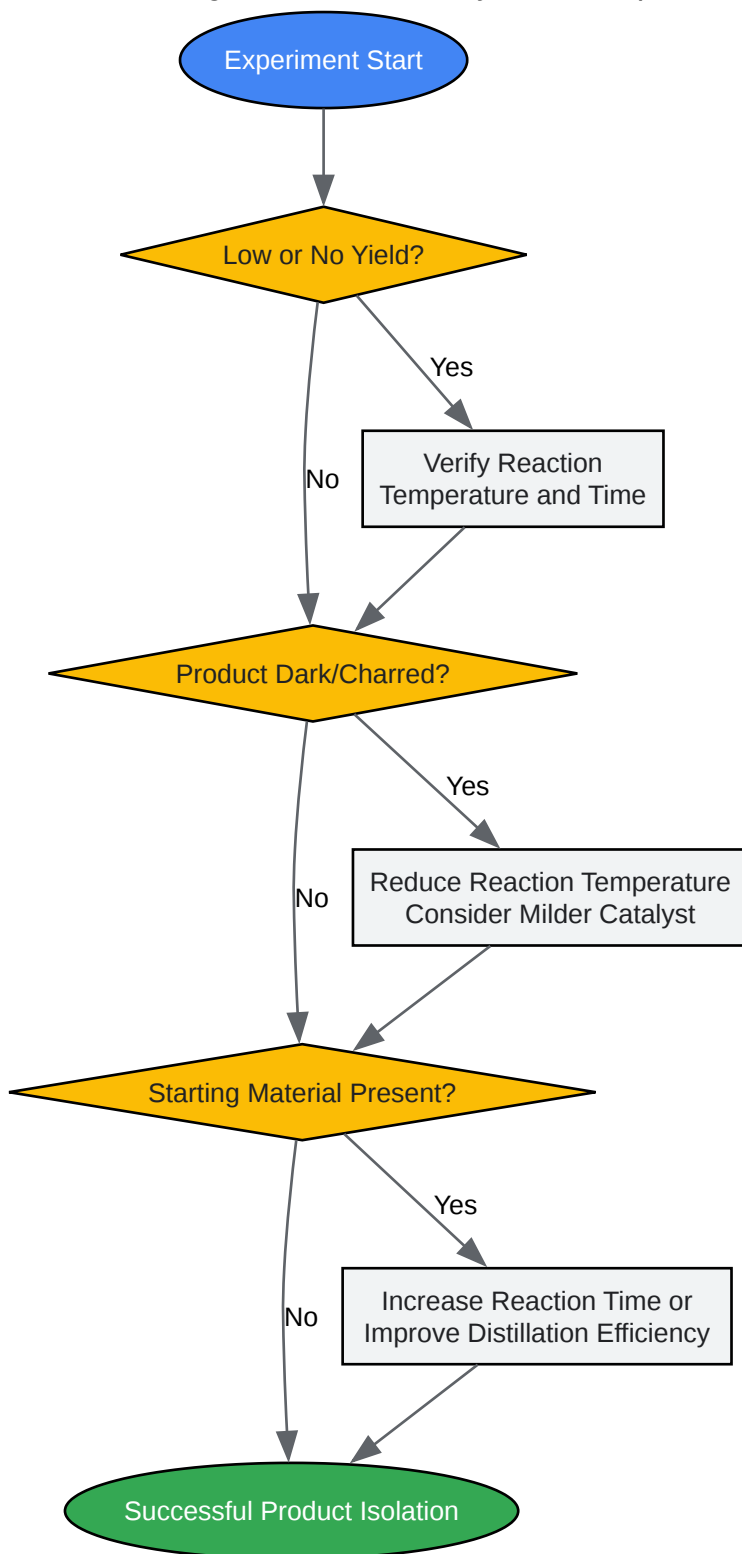 Experiment Start
Low or No Yield?
Yes
Verify Reaction
Temperature and Time
No
Product Dark/Charred?
Yes
Reduce Reaction Temperature
Consider Milder Catalyst
No
Starting Material Present?
Yes
Increase Reaction Time or
Improve Distillation Efficiency
No
Successful Product Isolation